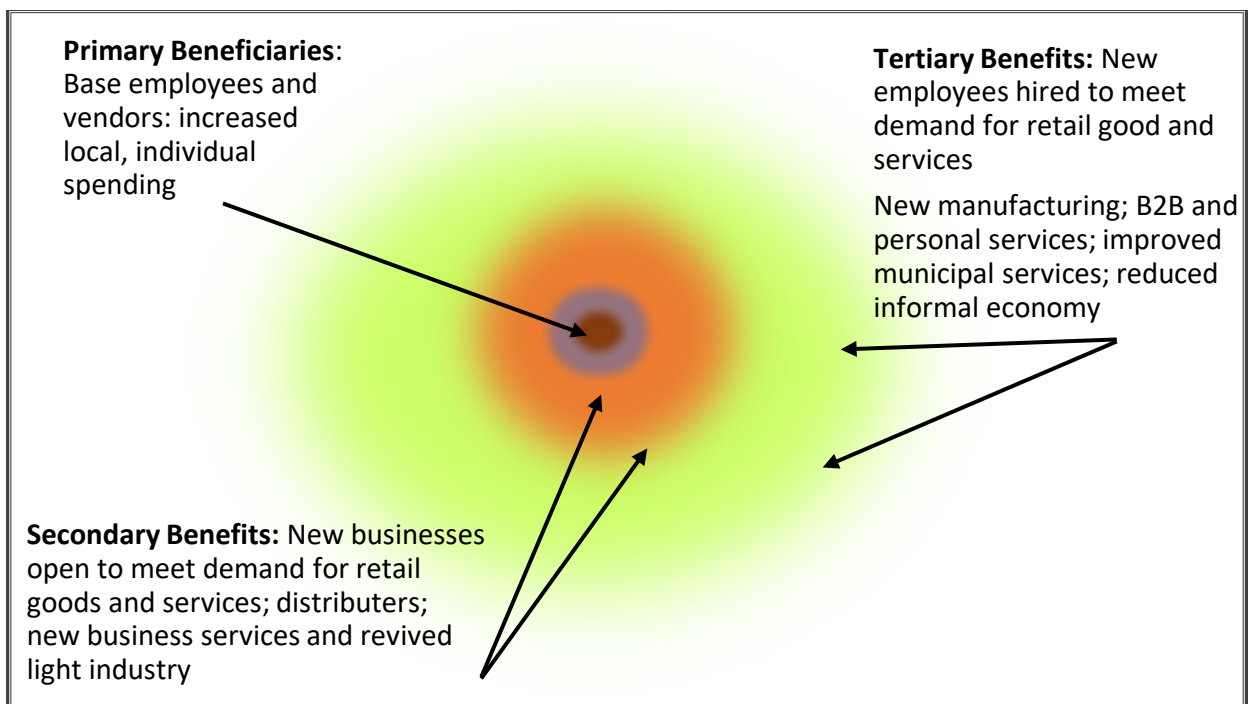 Primary Beneficiaries:
Base employees and
vendors: increased
local, individual
spending
Tertiary Benefits: New
employees hired to meet
demand for retail good and
services
New manufacturing; B2B and
personal services; improved
municipal services; reduced
informal economy
Secondary Benefits: New businesses
open to meet demand for retail
goods and services; distributers;
new business services and revived
light industry